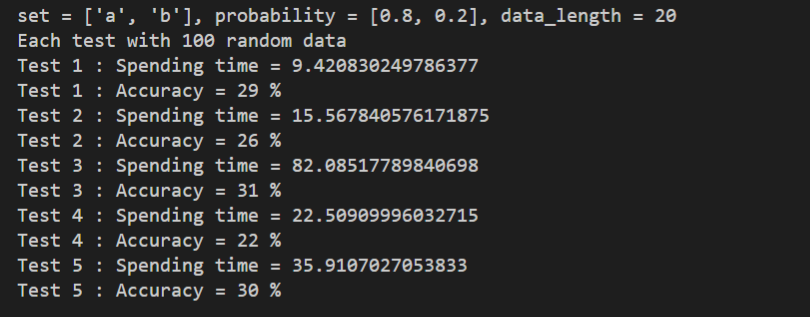 set = ['a', 'b'], probability = [0.8, 0.2], data_length = 20
Each test with 100 random data
Test 1 : Spending time = 9.420830249786377
Test 1 : Accuracy = 29 %
Test 2 : Spending time = 15.567840576171875
Test 2 : Accuracy = 26 %
Test 3 : Spending time = 82.08517789840698
Test 3 : Accuracy = 31 %
Test 4 : Spending time = 22.50909996032715
Test 4 : Accuracy = 22 %
Test 5 : Spending time = 35.9107027053833
Test 5 : Accuracy = 30 %